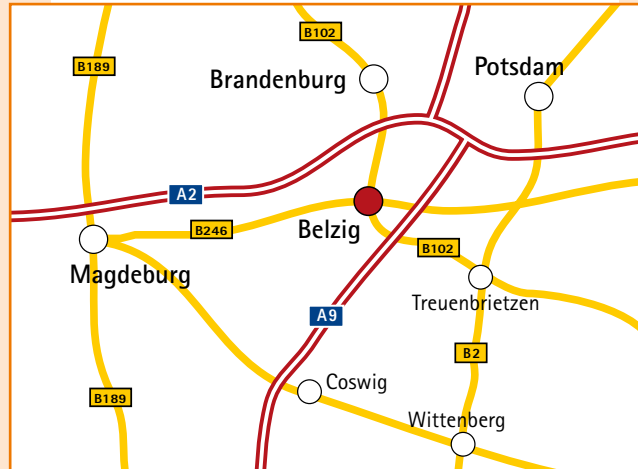 B102
B189
Potsdam
Brandenburg
A2
B246
Belzig
B102
Magdeburg
Treuenbrietzen
A9
B2
Coswig
B189
Wittenberg